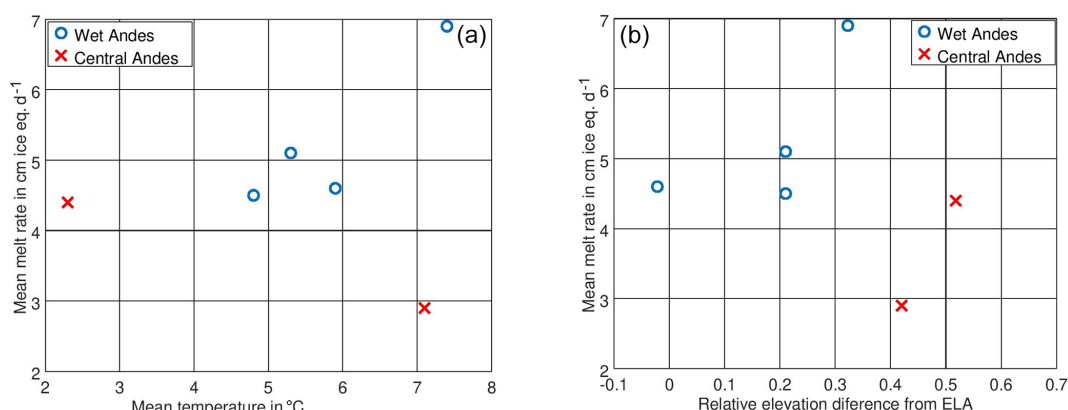 7
6
5
4
3
2
Mean melt rate in cm ice eq. d-1
Wet Andes
Central Andes
(a)
2 3 4 5 6 7 8
Mean temperature in °C
7
6
5
4
3
2
Mean melt rate in cm ice eq. d-1
(b)
Wet Andes
Central Andes
-0.1 0 0.1 0.2 0.3 0.4 0.5 0.6 0.7
Relative elevation diference from ELA